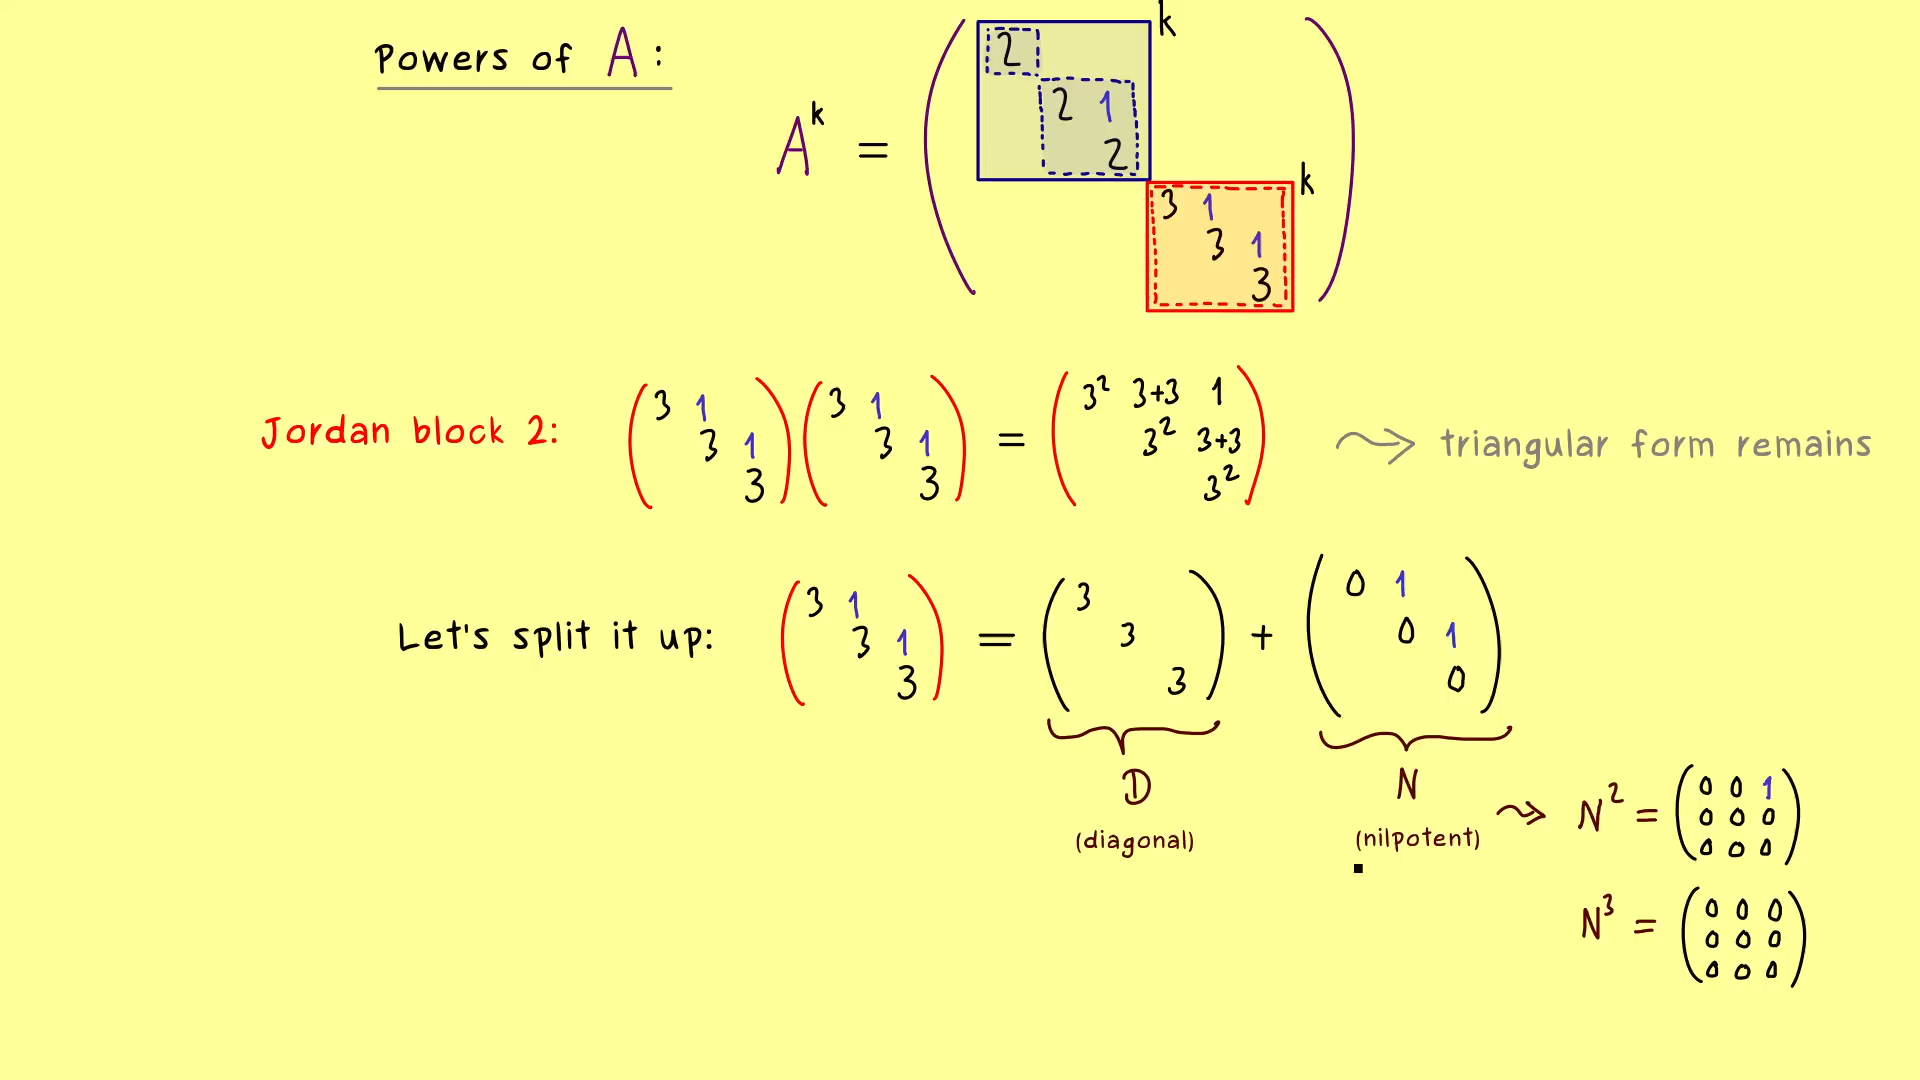 Powers of A :
A^k = ( 2 ^k )
2 1
2
3 1 ^k
3 1
3
Jordan block 2: ( 3 1 ) ( 3 1 ) = ( 3² 3+3 1 )
3 1 3 1 3² 3+3
3 3 3²
⟿ triangular form remains
Let's split it up: ( 3 1 ) = ( 3 ) + ( 0 1 )
3 1 3 0 1
3 3 0
D N
(diagonal) (nilpotent)
⟿ N² = ( 0 0 1 )
0 0 0
0 0 0
N³ = ( 0 0 0 )
0 0 0
0 0 0